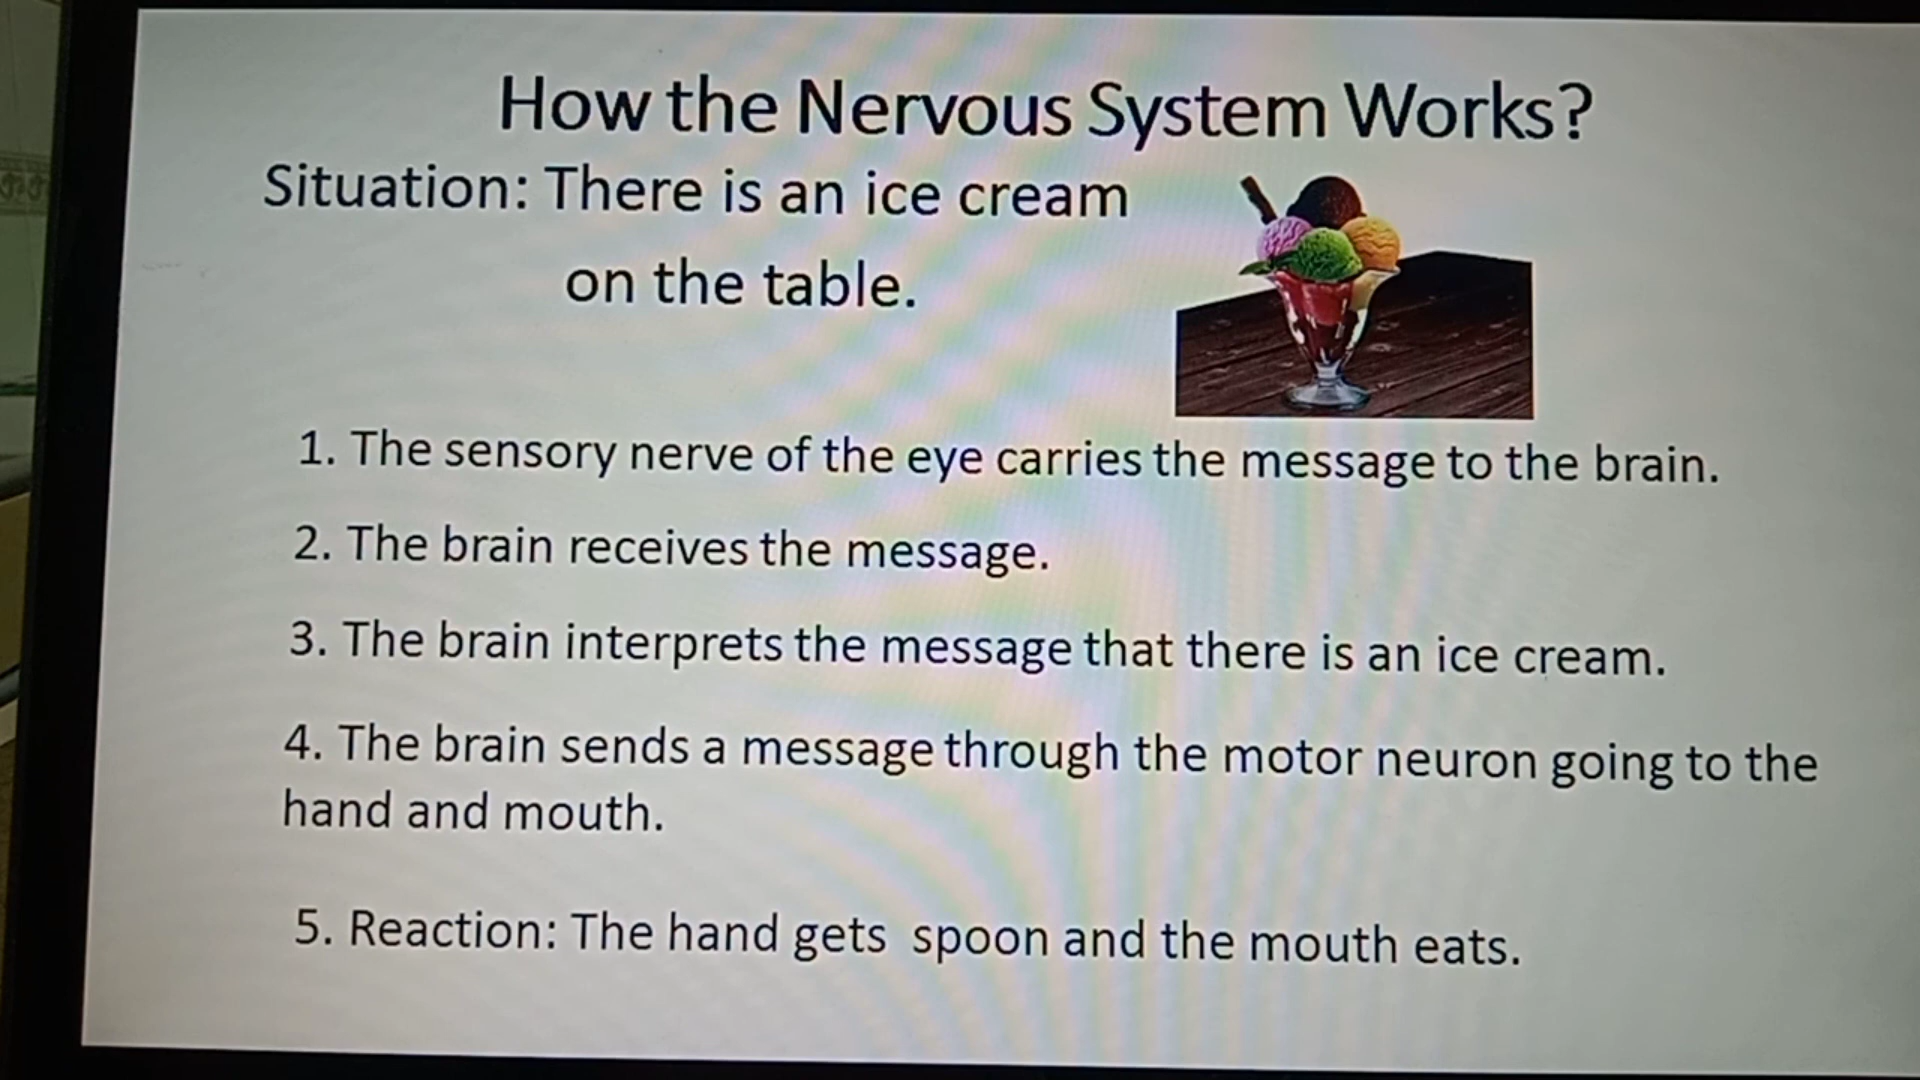 How the Nervous System Works?
Situation: There is an ice cream
on the table.
1. The sensory nerve of the eye carries the message to the brain.
2. The brain receives the message.
3. The brain interprets the message that there is an ice cream.
4. The brain sends a message through the motor neuron going to the
hand and mouth.
5. Reaction: The hand gets spoon and the mouth eats.